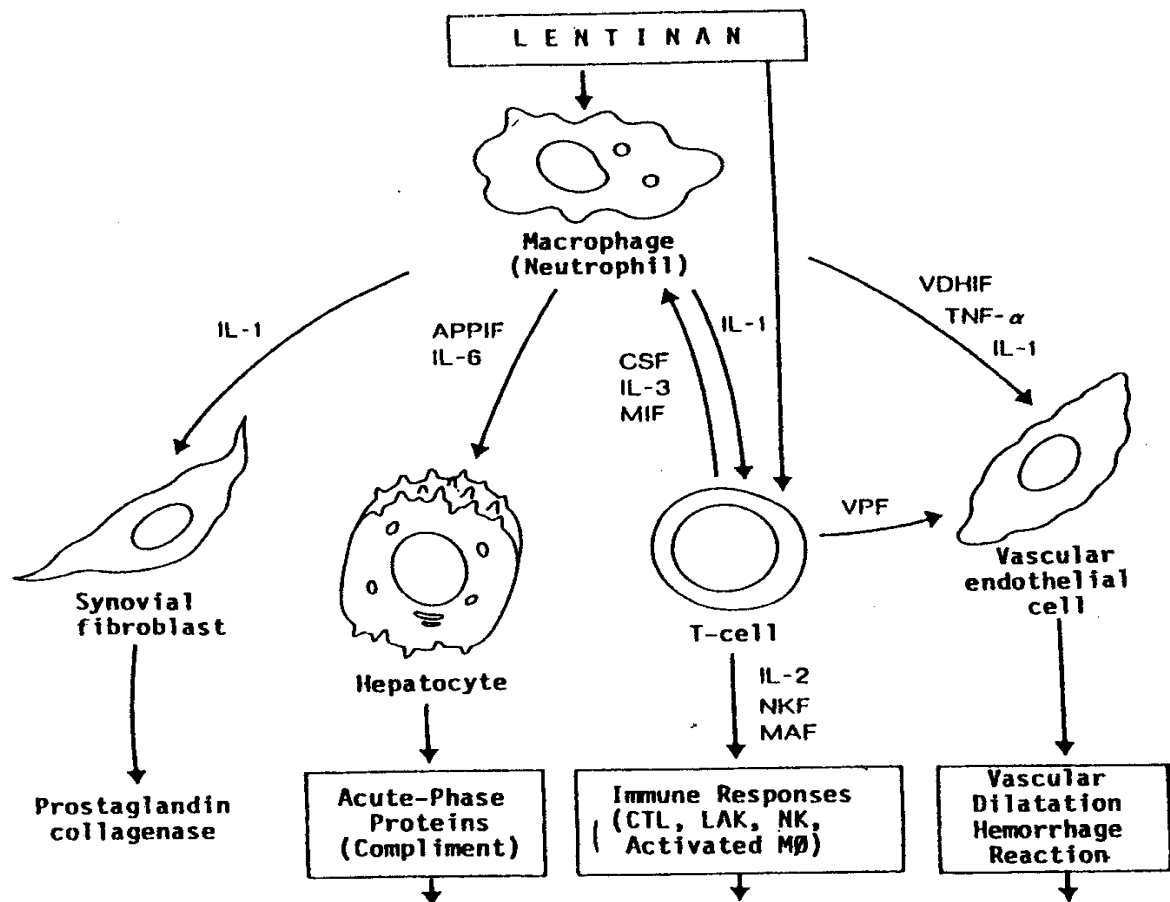 L E N T I N A N
Macrophage
(Neutrophil)
IL-1
APPIF
IL-6
CSF
IL-3
MIF
IL-1
VDHIF
TNF-α
IL-1
VPF
Synovial
fibroblast
Hepatocyte
T-cell
Vascular
endothelial
cell
IL-2
NKF
MAF
Prostaglandin
collagenase
Acute-Phase
Proteins
(Compliment)
Immune Responses
(CTL, LAK, NK,
Activated MØ)
Vascular
Dilatation
Hemorrhage
Reaction